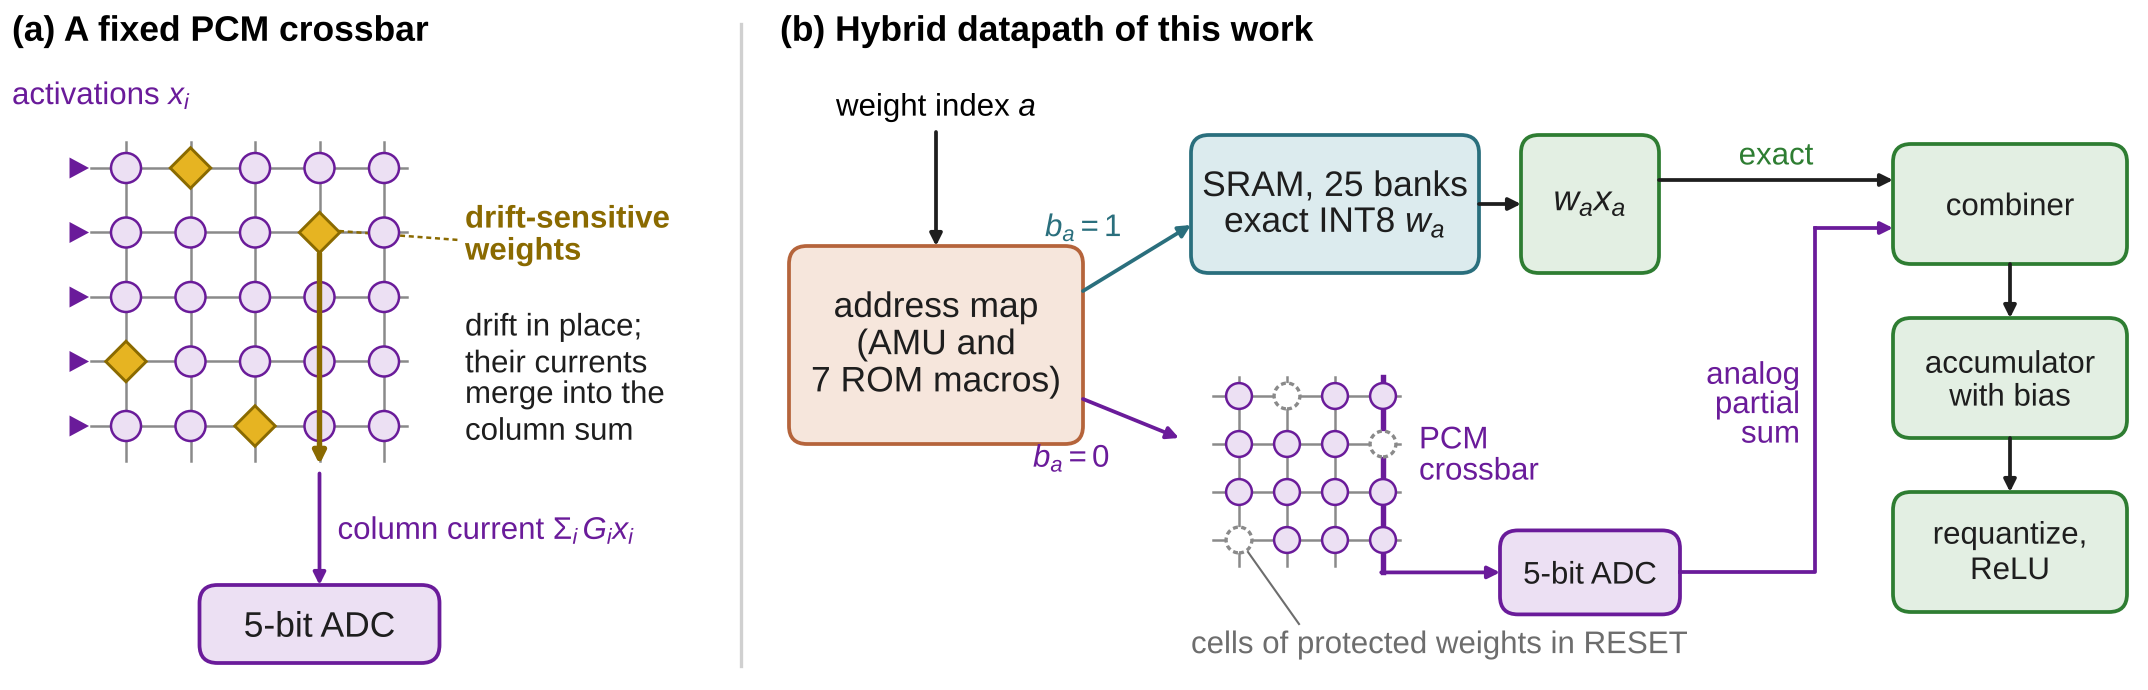 (a) A fixed PCM crossbar
activations xᵢ
drift-sensitive
weights
drift in place;
their currents
merge into the
column sum
column current Σᵢ Gᵢxᵢ
5-bit ADC
(b) Hybrid datapath of this work
weight index a
address map
(AMU and
7 ROM macros)
bₐ = 1
bₐ = 0
SRAM, 25 banks
exact INT8 wₐ
wₐxₐ
exact
combiner
accumulator
with bias
requantize,
ReLU
analog
partial
sum
PCM
crossbar
5-bit ADC
cells of protected weights in RESET